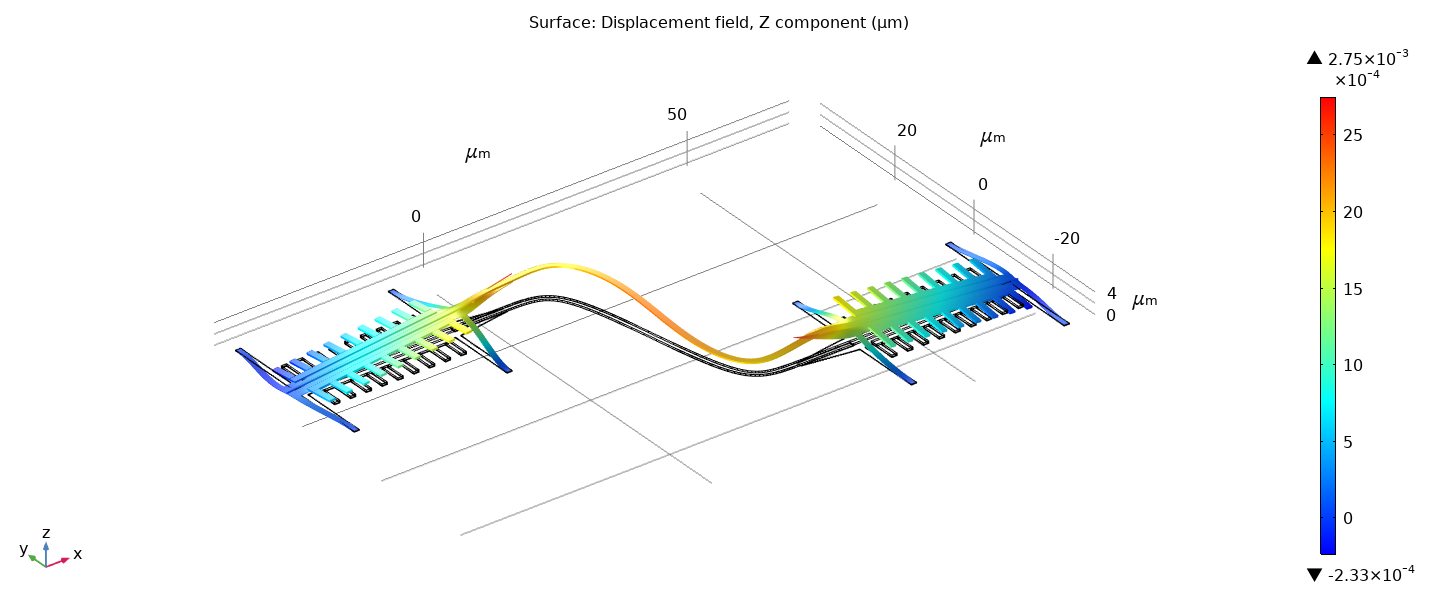 Surface: Displacement field, Z component (μm)
▲ 2.75×10⁻³
×10⁻⁴
50
μm
20
μm
0
0
-20
4
0
μm
25
20
15
10
5
0
▼ -2.33×10⁻⁴
z
y
x